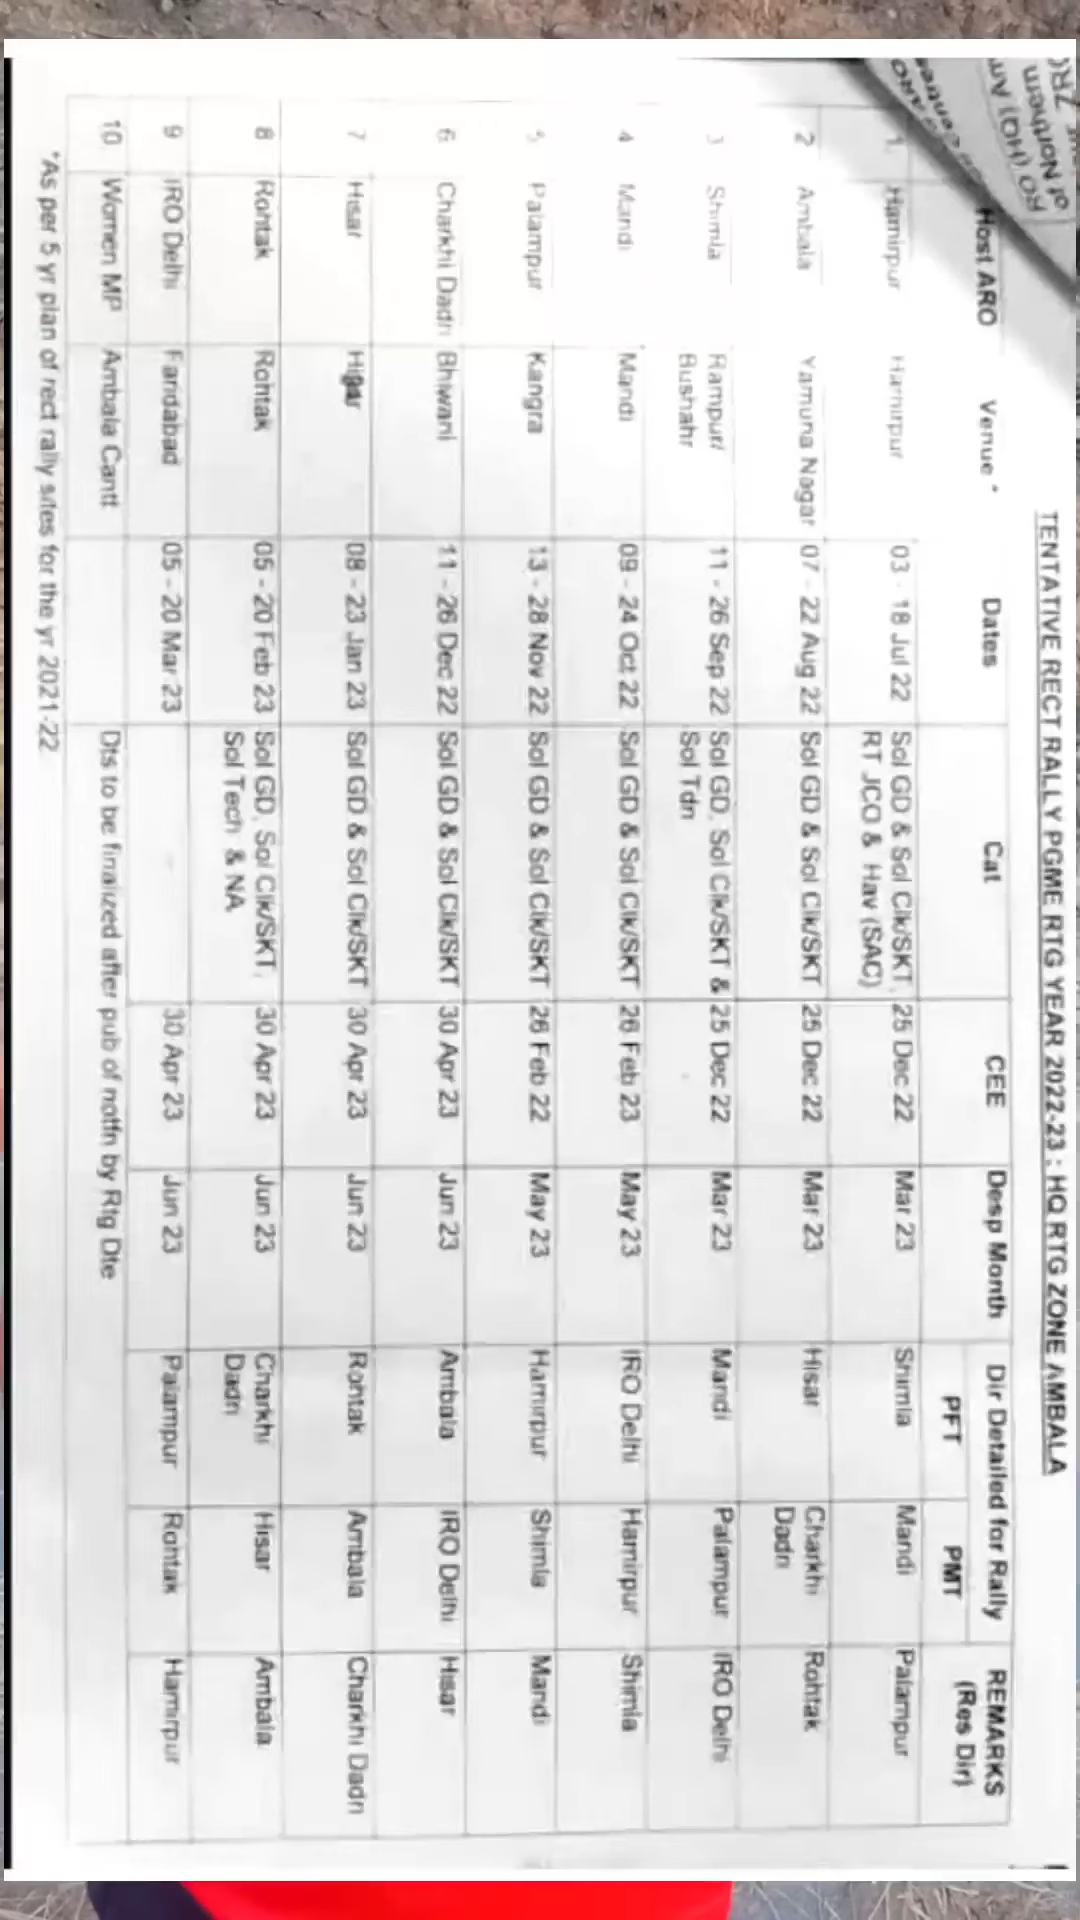 RO (HQ) Am
of Northern
TENTATIVE RECT RALLY PGME RTG YEAR 2022-23 : HQ RTG ZONE AMBALA
Host ARO Venue * Dates Cat CEE Desp Month Dir Detailed for Rally REMARKS
PFT PMT (Res Dir)
1. Hamirpur Hamirpur 03 - 18 Jul 22 Sol GD & Sol Clk/SKT, 25 Dec 22 Mar 23 Shimla Mandi Palampur
RT JCO & Hav (SAC)
2 Ambala Yamuna Nagar 07 - 22 Aug 22 Sol GD & Sol Clk/SKT 25 Dec 22 Mar 23 Hisar Charkhi Rohtak
Dadri
3 Shimla Rampur/ 11 - 26 Sep 22 Sol GD, Sol Clk/SKT & 25 Dec 22 Mar 23 Mandi Palampur IRO Delhi
Bushahr Sol Tdn
4 Mandi Mandi 09 - 24 Oct 22 Sol GD & Sol Clk/SKT 26 Feb 23 May 23 IRO Delhi Hamirpur Shimla
5 Palampur Kangra 13 - 28 Nov 22 Sol GD & Sol Clk/SKT 26 Feb 22 May 23 Hamirpur Shimla Mandi
6 Charkhi Dadri Bhiwani 11 - 26 Dec 22 Sol GD & Sol Clk/SKT 30 Apr 23 Jun 23 Ambala IRO Delhi Hisar
7 Hisar Hisar 08 - 23 Jan 23 Sol GD & Sol Clk/SKT 30 Apr 23 Jun 23 Rohtak Ambala Charkhi Dadri
8 Rohtak Rohtak 05 - 20 Feb 23 Sol GD, Sol Clk/SKT, 30 Apr 23 Jun 23 Charkhi Hisar Ambala
Sol Tech & NA Dadri
9 IRO Delhi Faridabad 05 - 20 Mar 23 - 30 Apr 23 Jun 23 Palampur Rohtak Hamirpur
10 Women MP Ambala Cantt Dts to be finalized after pub of notfn by Rtg Dte
*As per 5 yr plan of rect rally sites for the yr 2021-22